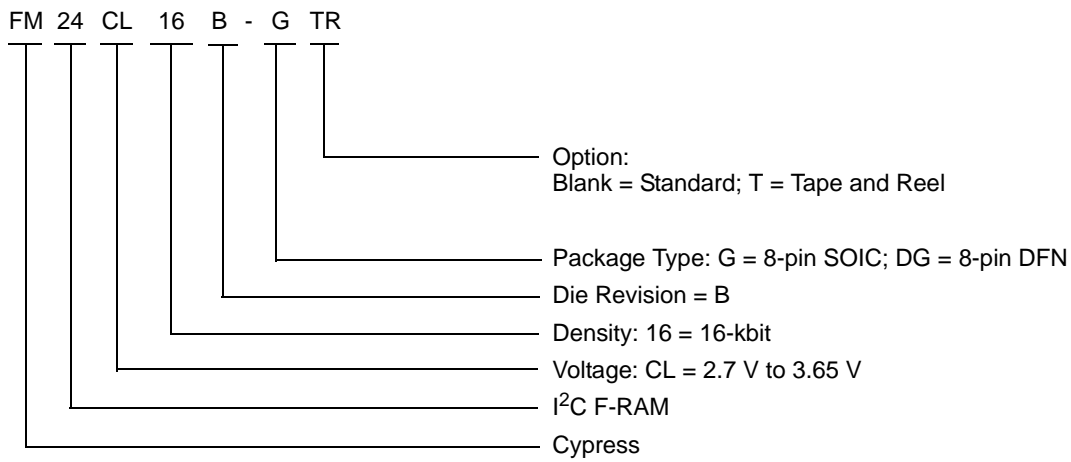 FM 24 CL 16 B - G TR
Option:
Blank = Standard; T = Tape and Reel
Package Type: G = 8-pin SOIC; DG = 8-pin DFN
Die Revision = B
Density: 16 = 16-kbit
Voltage: CL = 2.7 V to 3.65 V
I²C F-RAM
Cypress